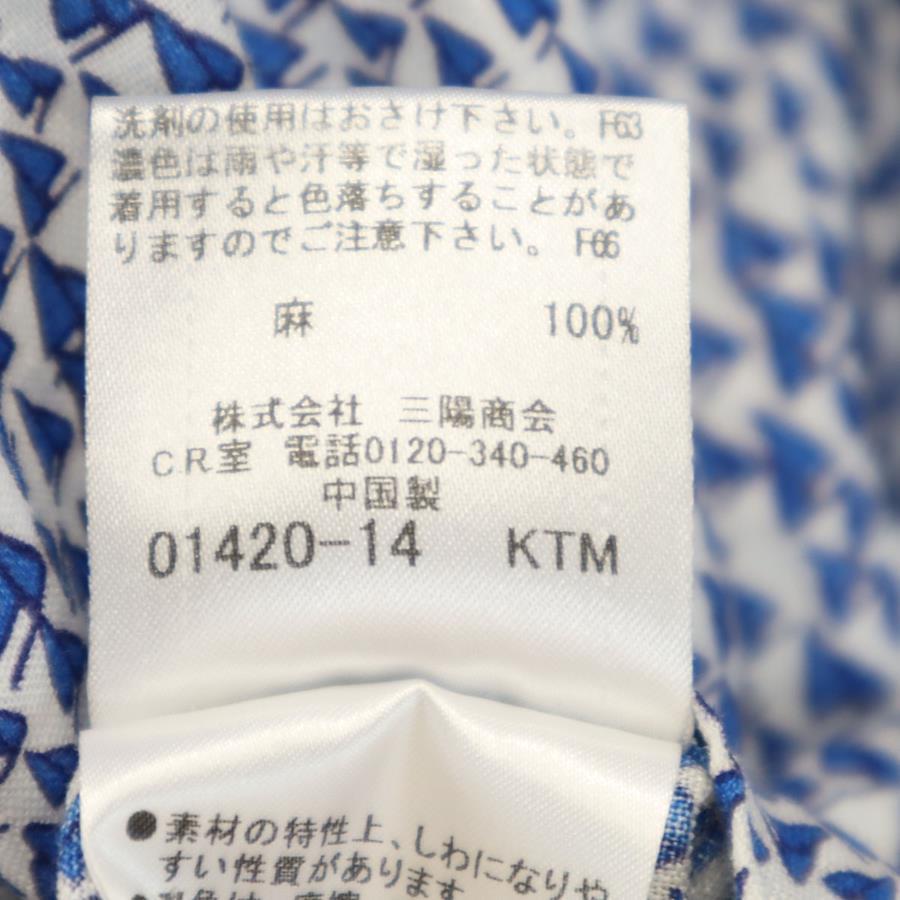 洗剤の使用はおさけ下さい。F63
濃色は雨や汗等で湿った状態で
着用すると色落ちすることがあ
りますのでご注意下さい。 F66
麻 100%
株式会社 三陽商会
CR室 電話0120-340-460
中国製
01420-14 KTM
●素材の特性上、しわになりや
すい性質があります